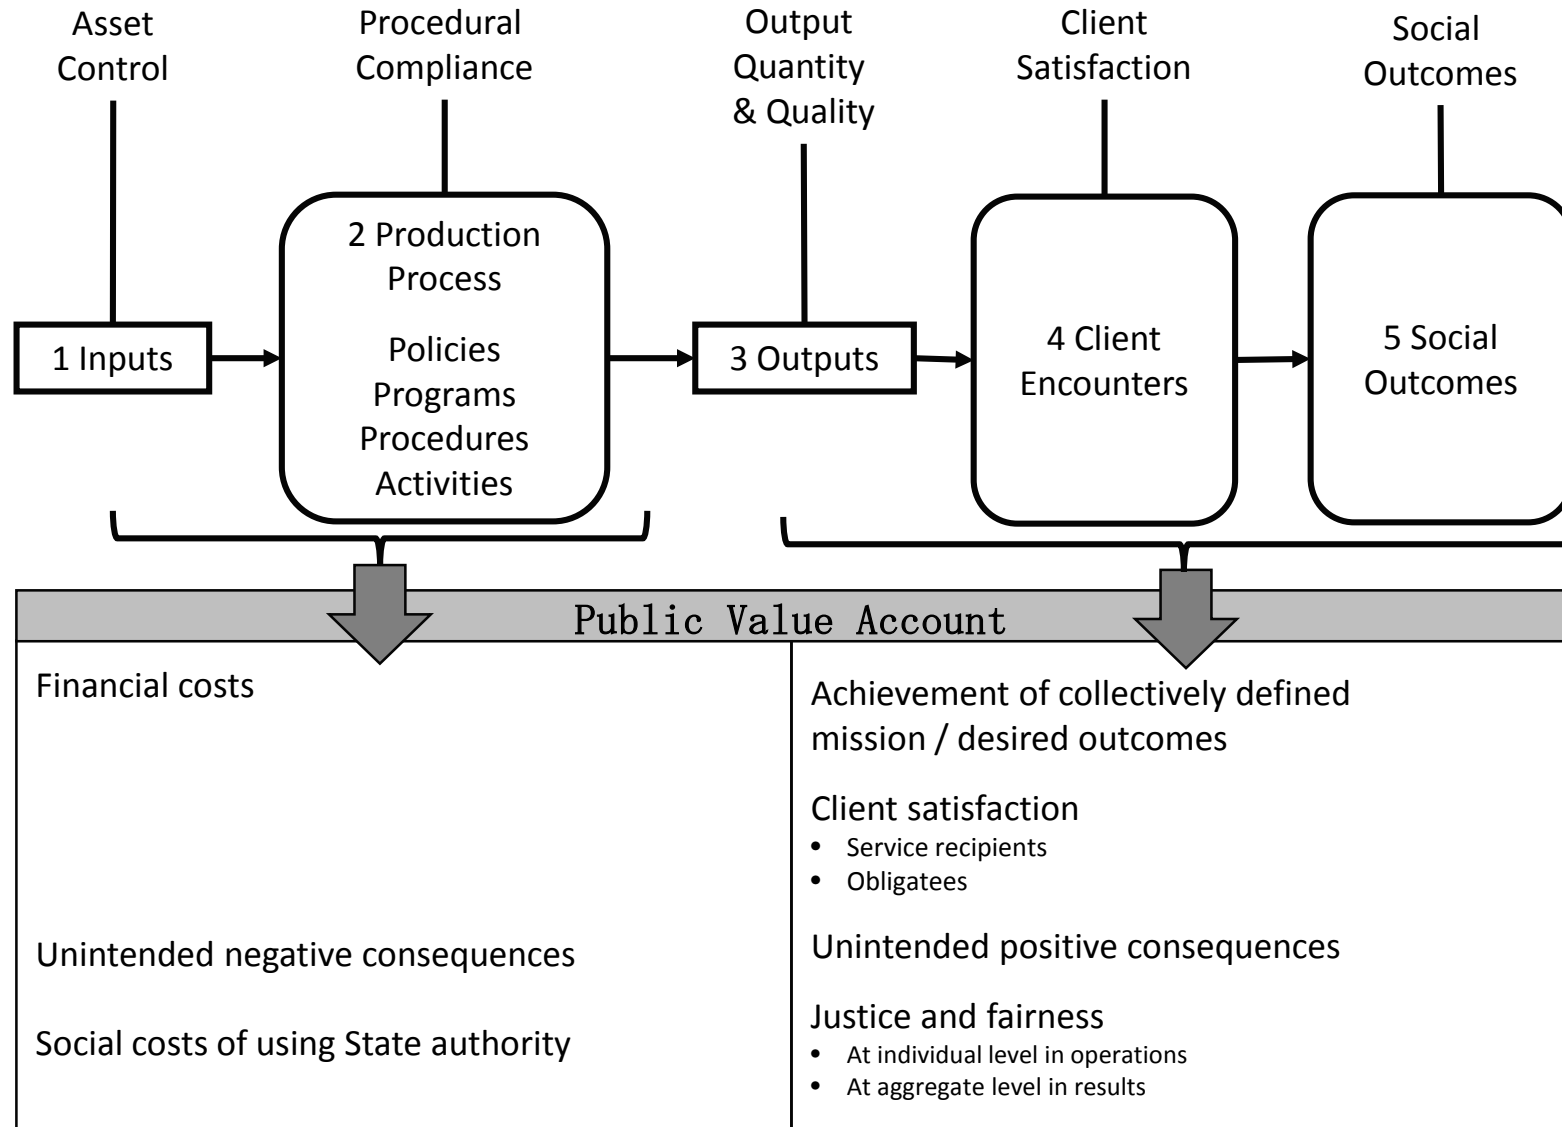 Asset
Control
Procedural
Compliance
Output
Quantity
& Quality
Client
Satisfaction
Social
Outcomes
1 Inputs
2 Production
Process
Policies
Programs
Procedures
Activities
3 Outputs
4 Client
Encounters
5 Social
Outcomes
Public Value Account
Financial costs
Unintended negative consequences
Social costs of using State authority
Achievement of collectively defined
mission / desired outcomes
Client satisfaction
• Service recipients
• Obligatees
Unintended positive consequences
Justice and fairness
• At individual level in operations
• At aggregate level in results